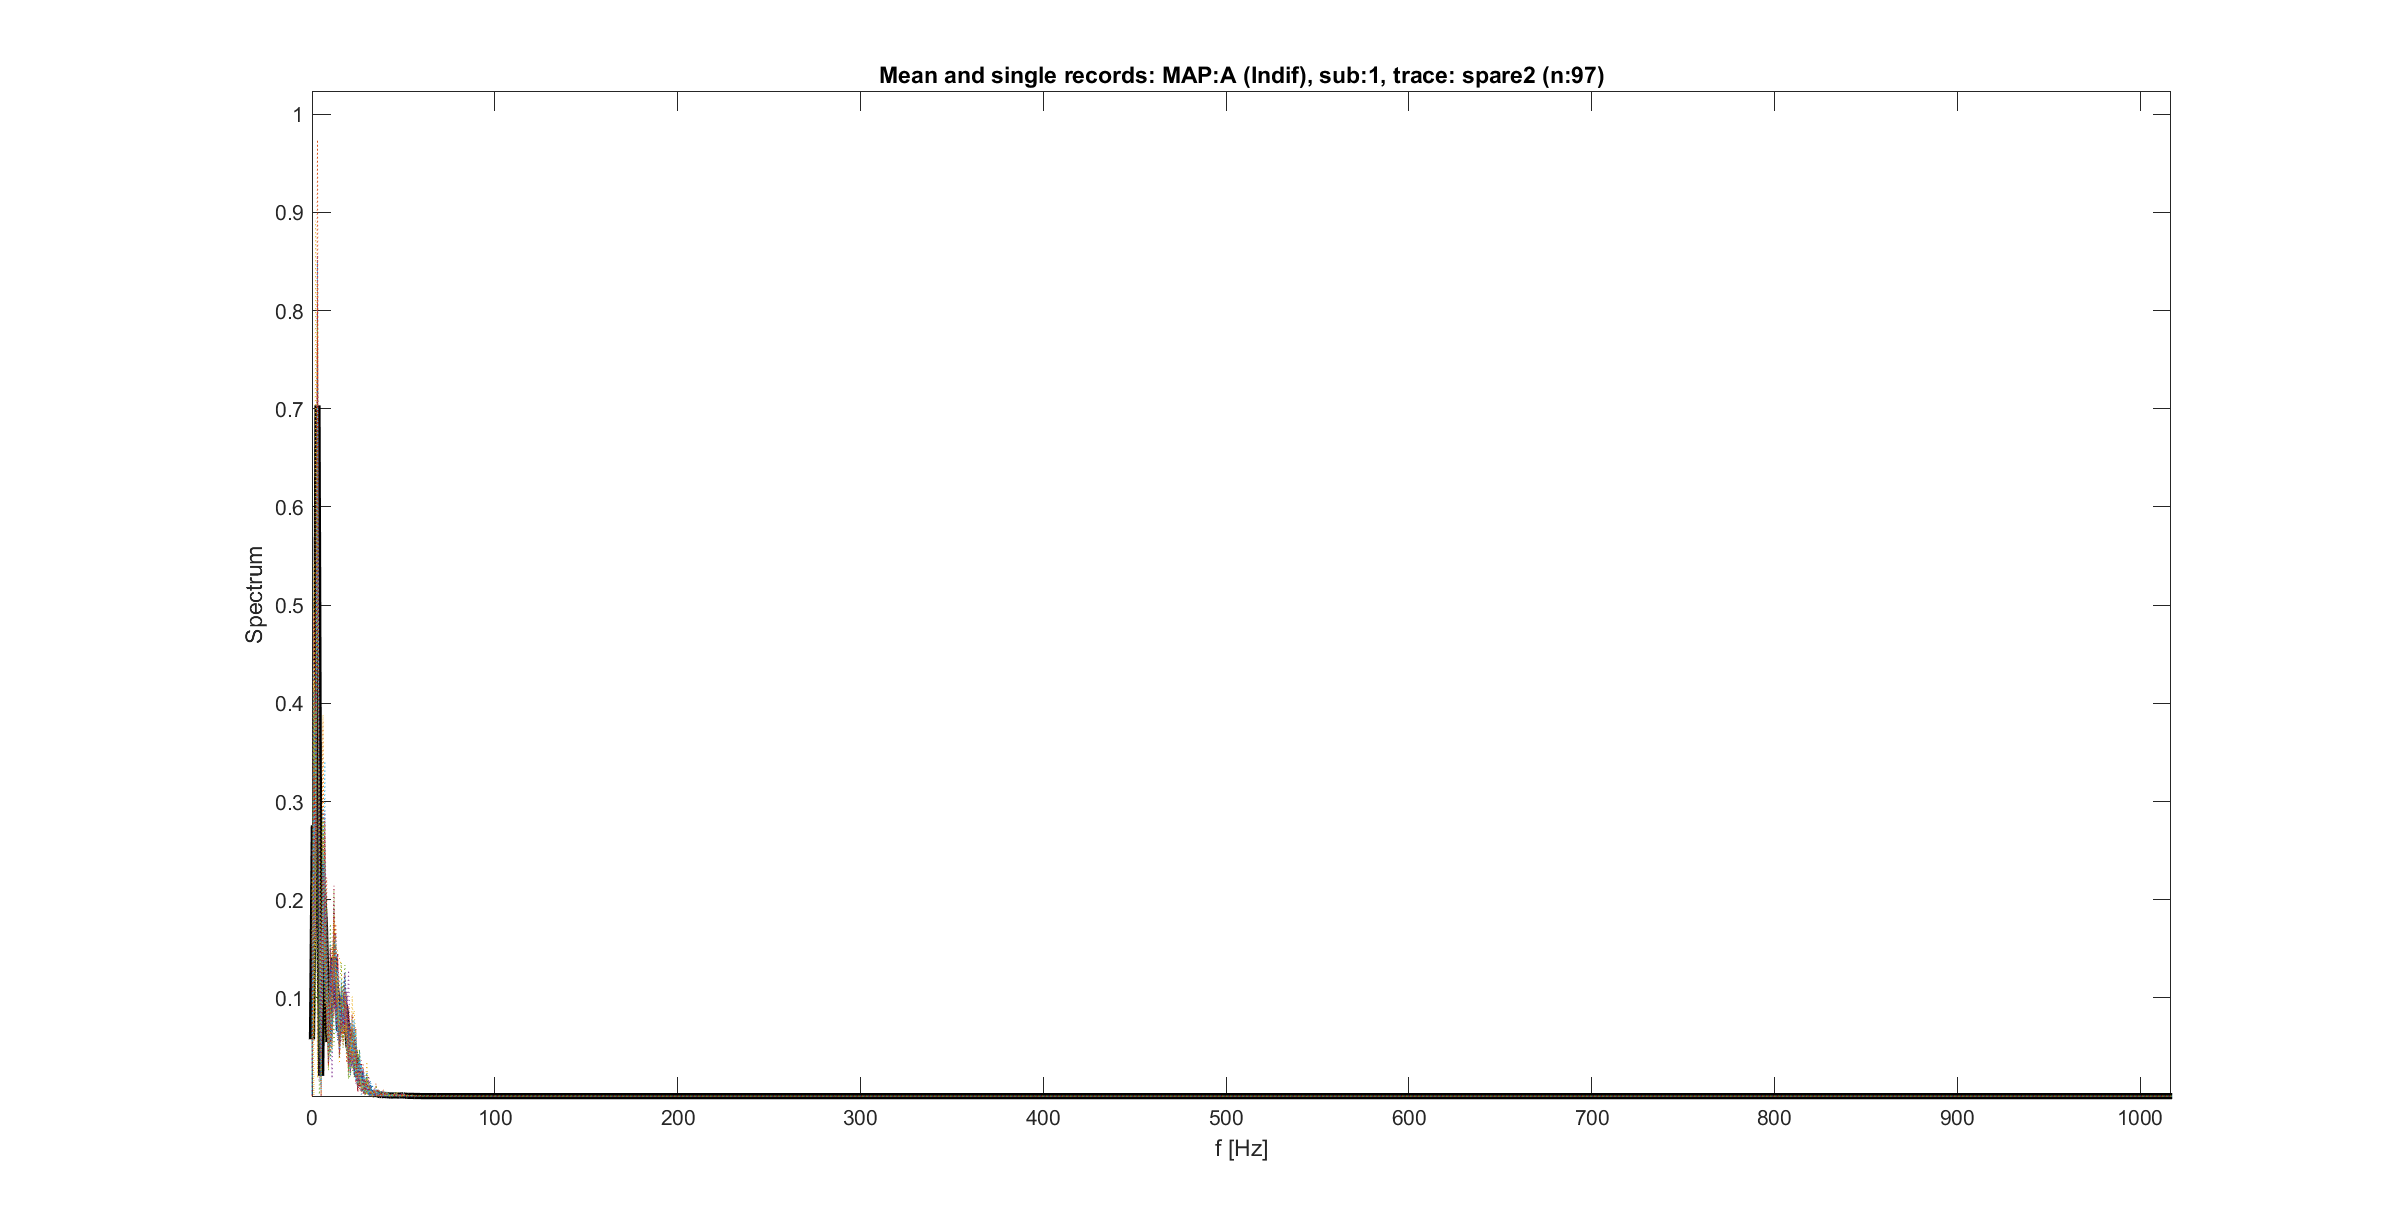 Mean and single records: MAP:A (Indif), sub:1, trace: spare2 (n:97)
1
0.9
0.8
0.7
0.6
0.5
0.4
0.3
0.2
0.1
Spectrum
0 100 200 300 400 500 600 700 800 900 1000
f [Hz]